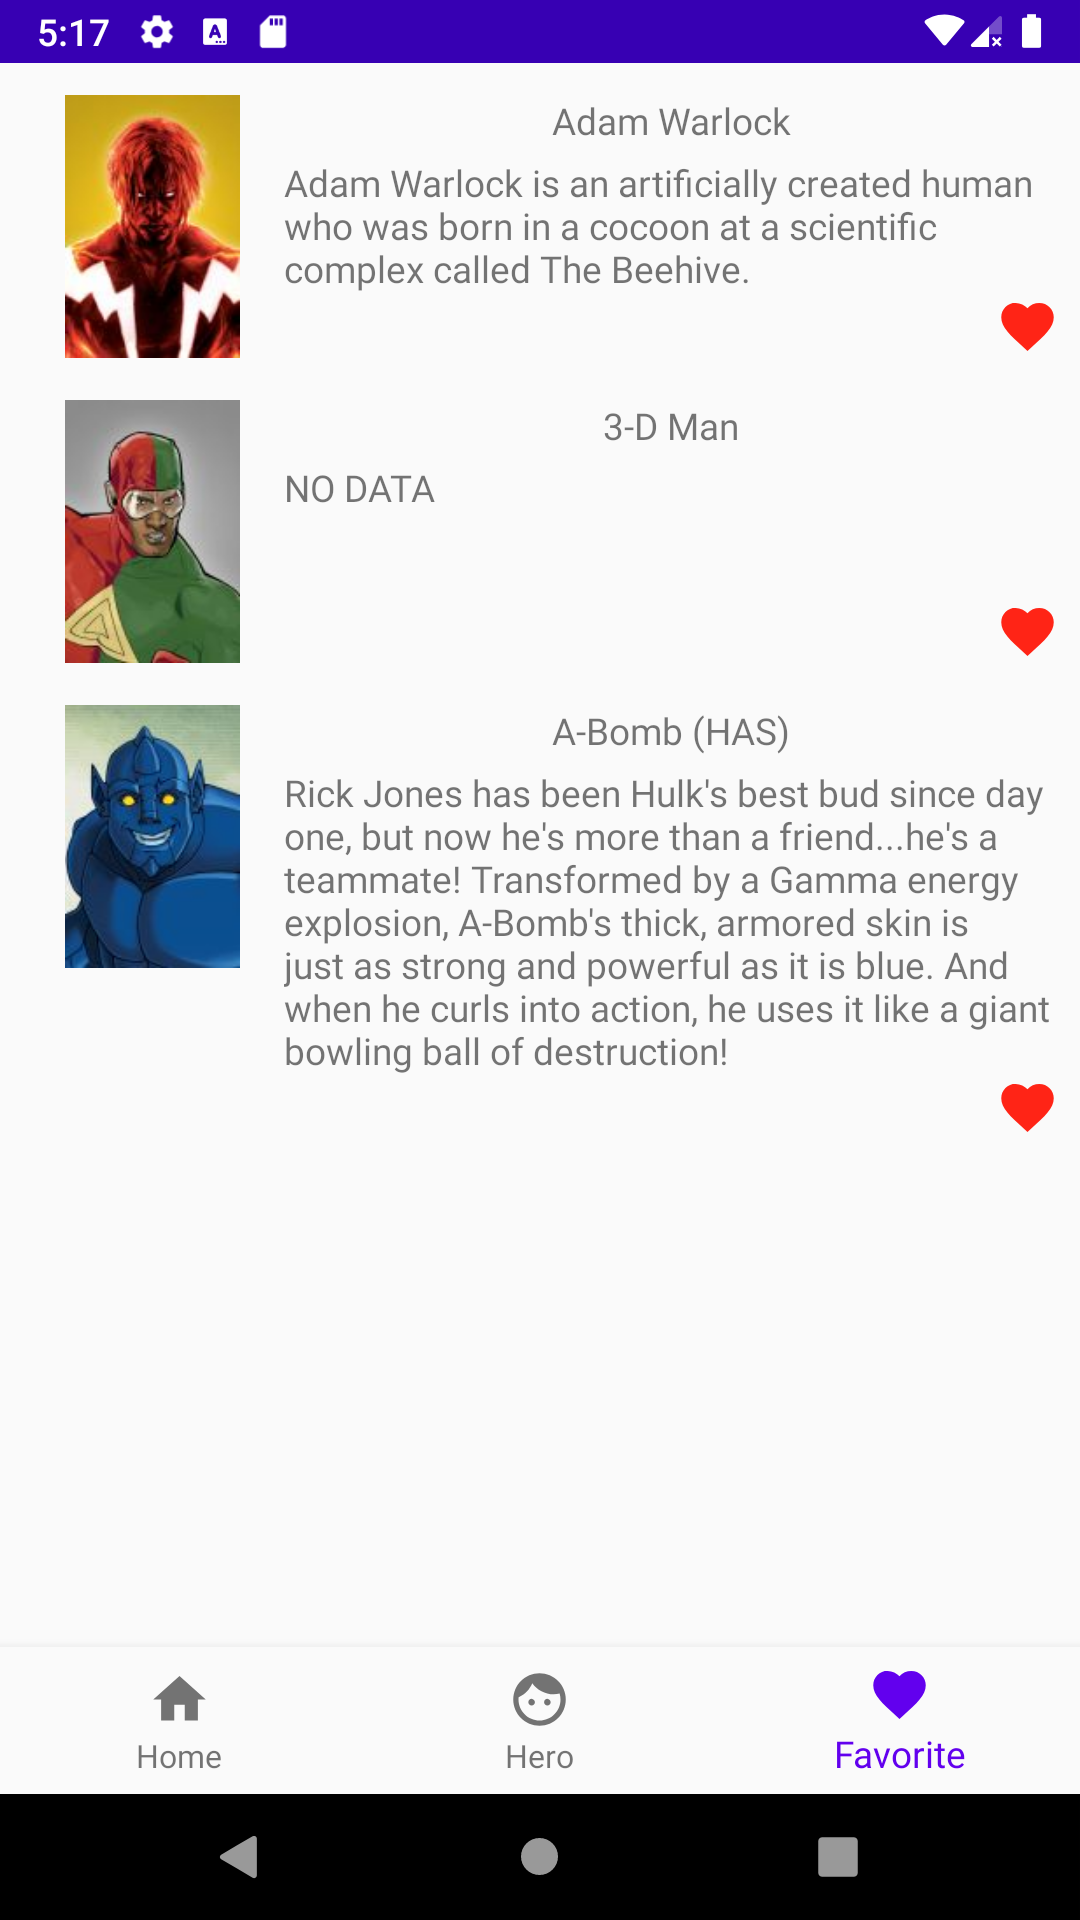 5:17
Adam Warlock
Adam Warlock is an artificially created human
who was born in a cocoon at a scientific
complex called The Beehive.
3-D Man
NO DATA
A-Bomb (HAS)
Rick Jones has been Hulk's best bud since day
one, but now he's more than a friend...he's a
teammate! Transformed by a Gamma energy
explosion, A-Bomb's thick, armored skin is
just as strong and powerful as it is blue. And
when he curls into action, he uses it like a giant
bowling ball of destruction!
Home
Hero
Favorite